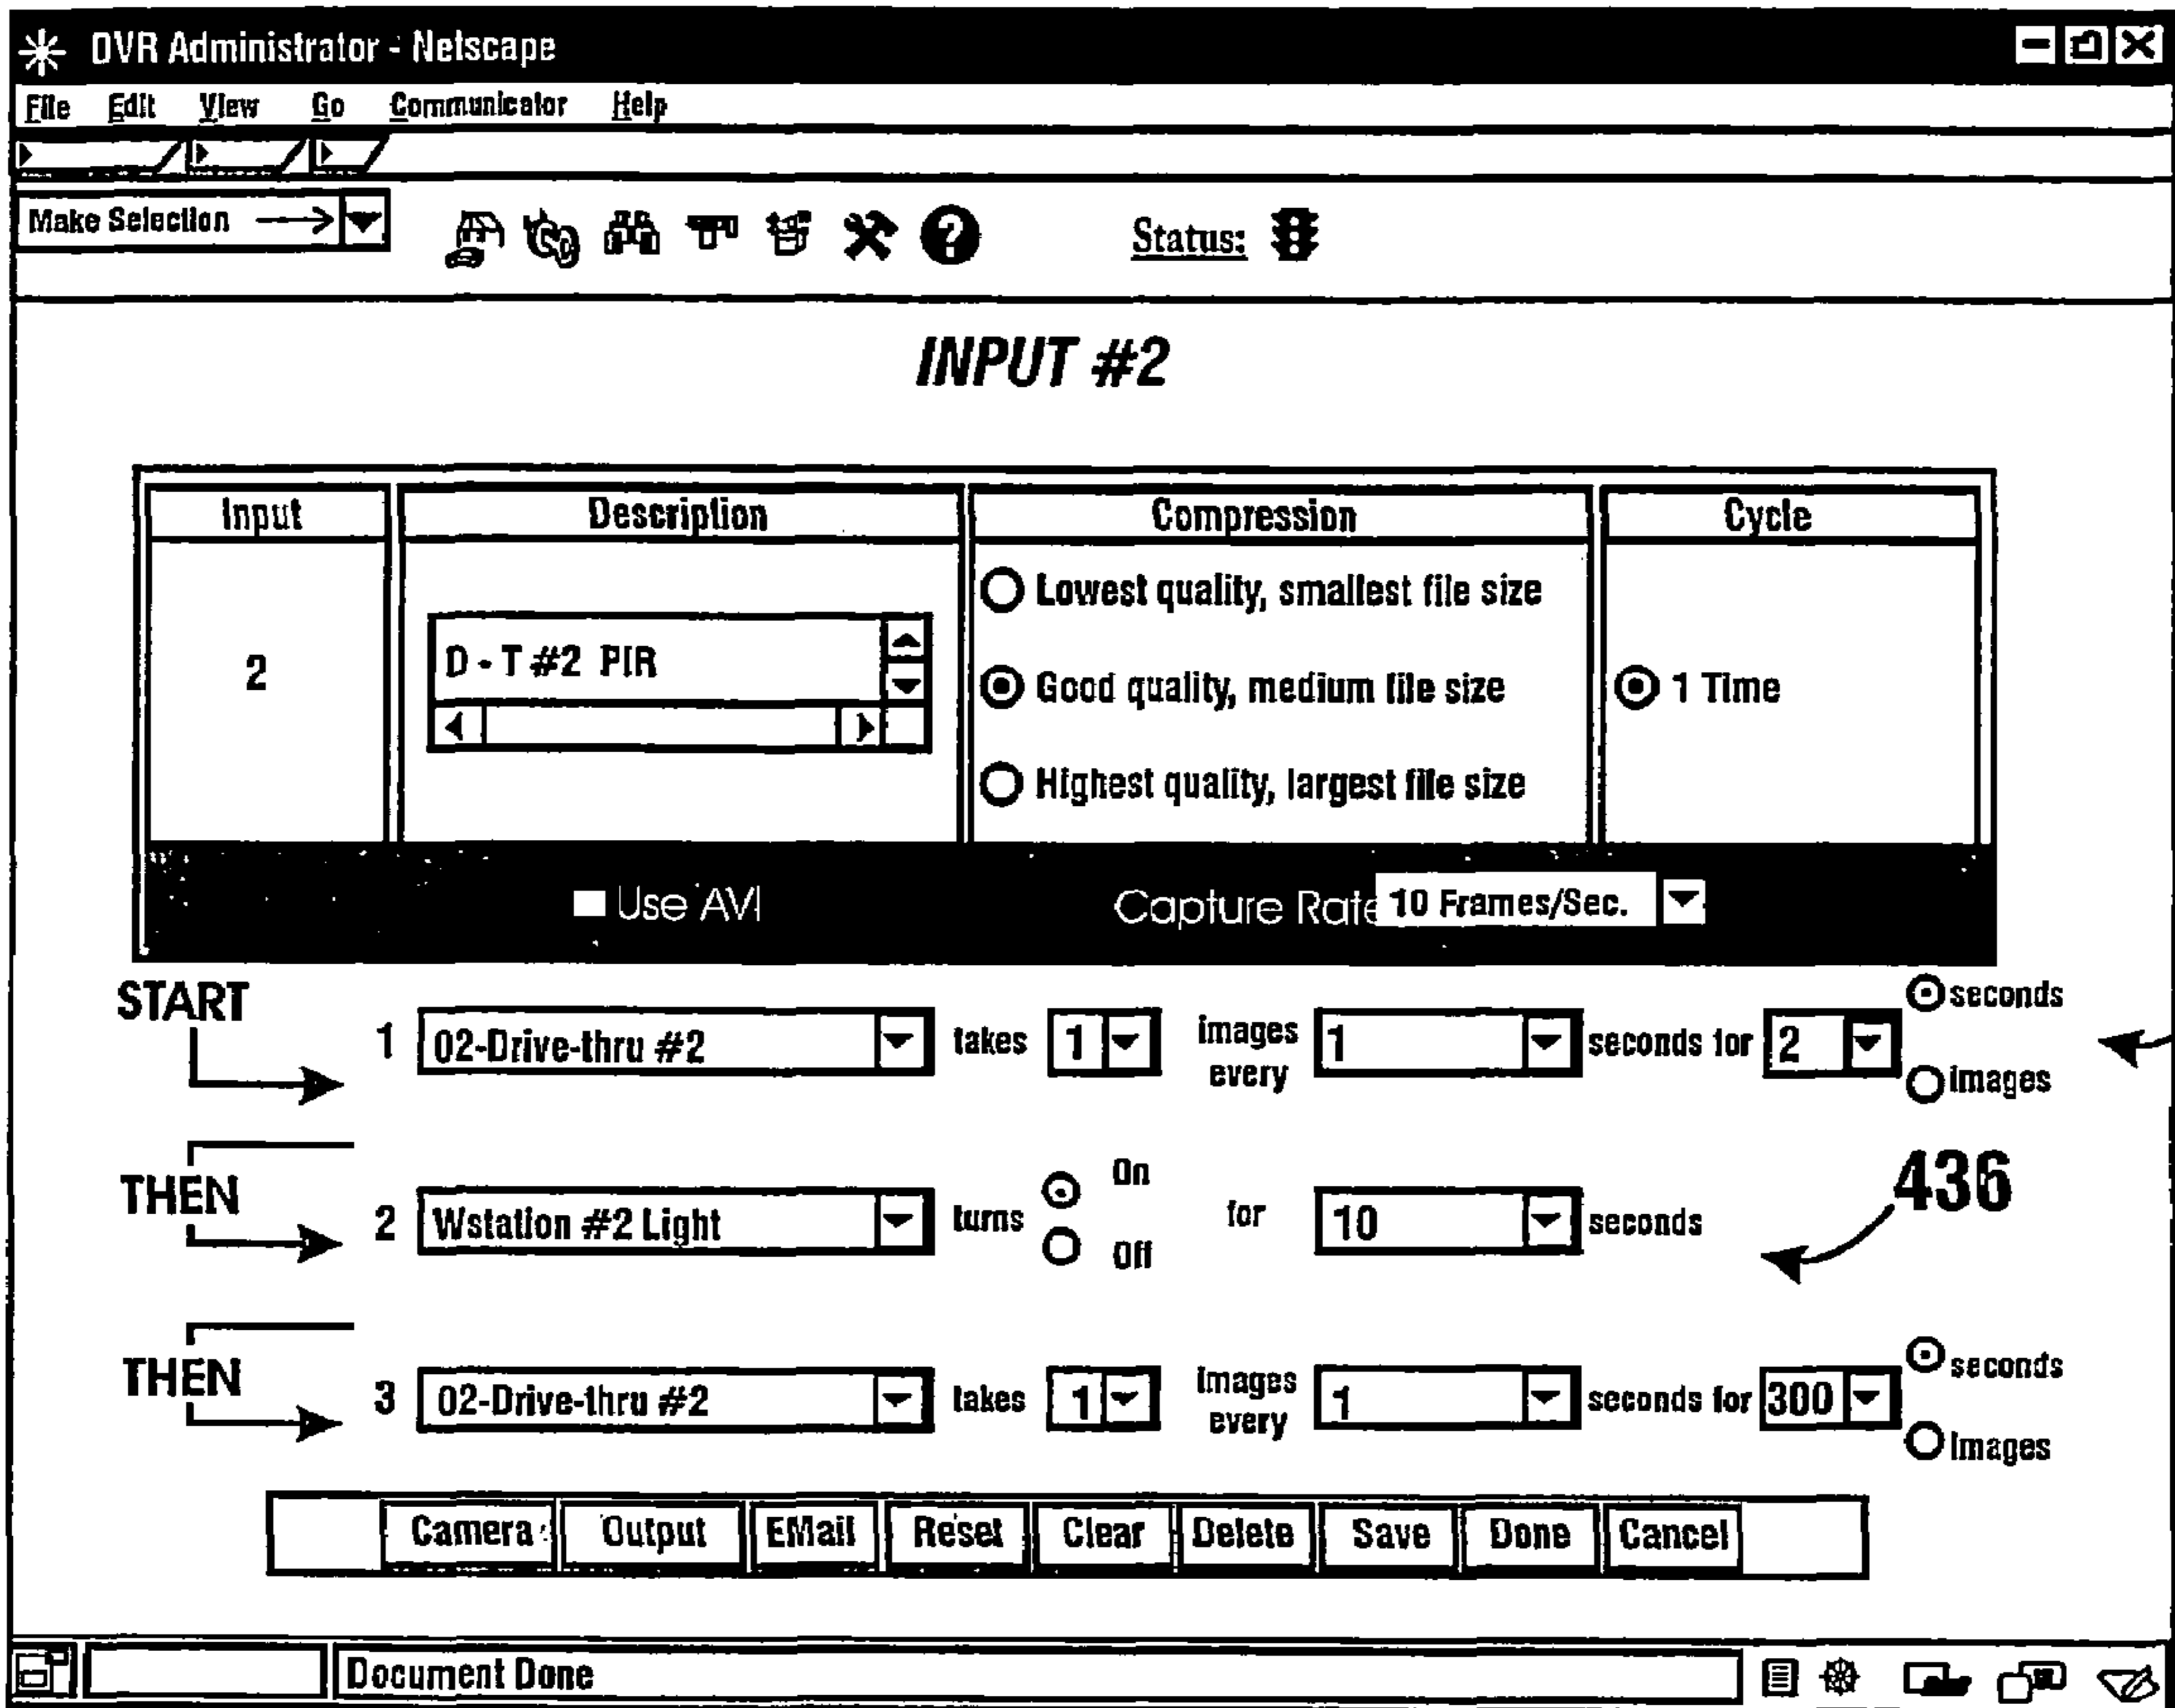 DVR Administrator - Netscape
File Edit View Go Communicator Help
Make Selection
Status:
INPUT #2
Input Description Compression Cycle
2
D - T #2 PIR
Lowest quality, smallest file size
Good quality, medium file size
Highest quality, largest file size
1 Time
Use AVI Capture Rate 10 Frames/Sec.
START
1 02-Drive-thru #2 takes 1 images every 1 seconds for 2 seconds
images
436
THEN
2 Wstation #2 Light turns On Off for 10 seconds
THEN
3 02-Drive-thru #2 takes 1 images every 1 seconds for 300 seconds
images
Camera Output EMail Reset Clear Delete Save Done Cancel
Document Done